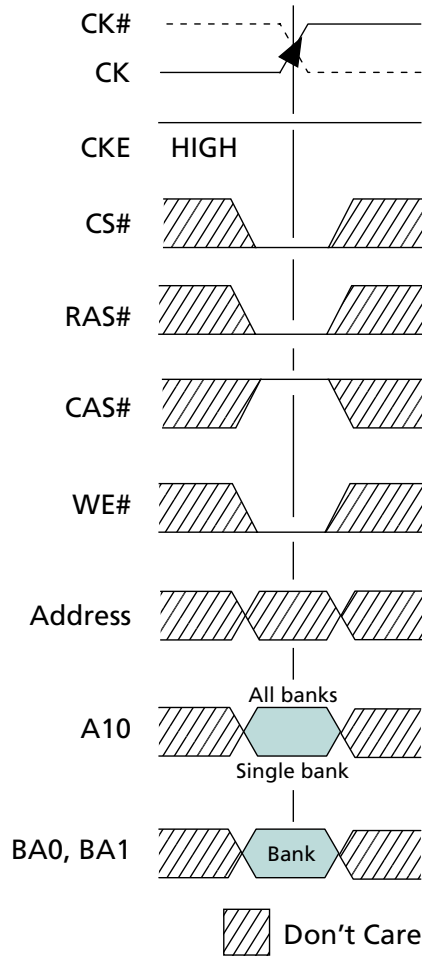 CK#
CK
CKE HIGH
CS#
RAS#
CAS#
WE#
Address
All banks
A10
Single bank
BA0, BA1 Bank
Don't Care